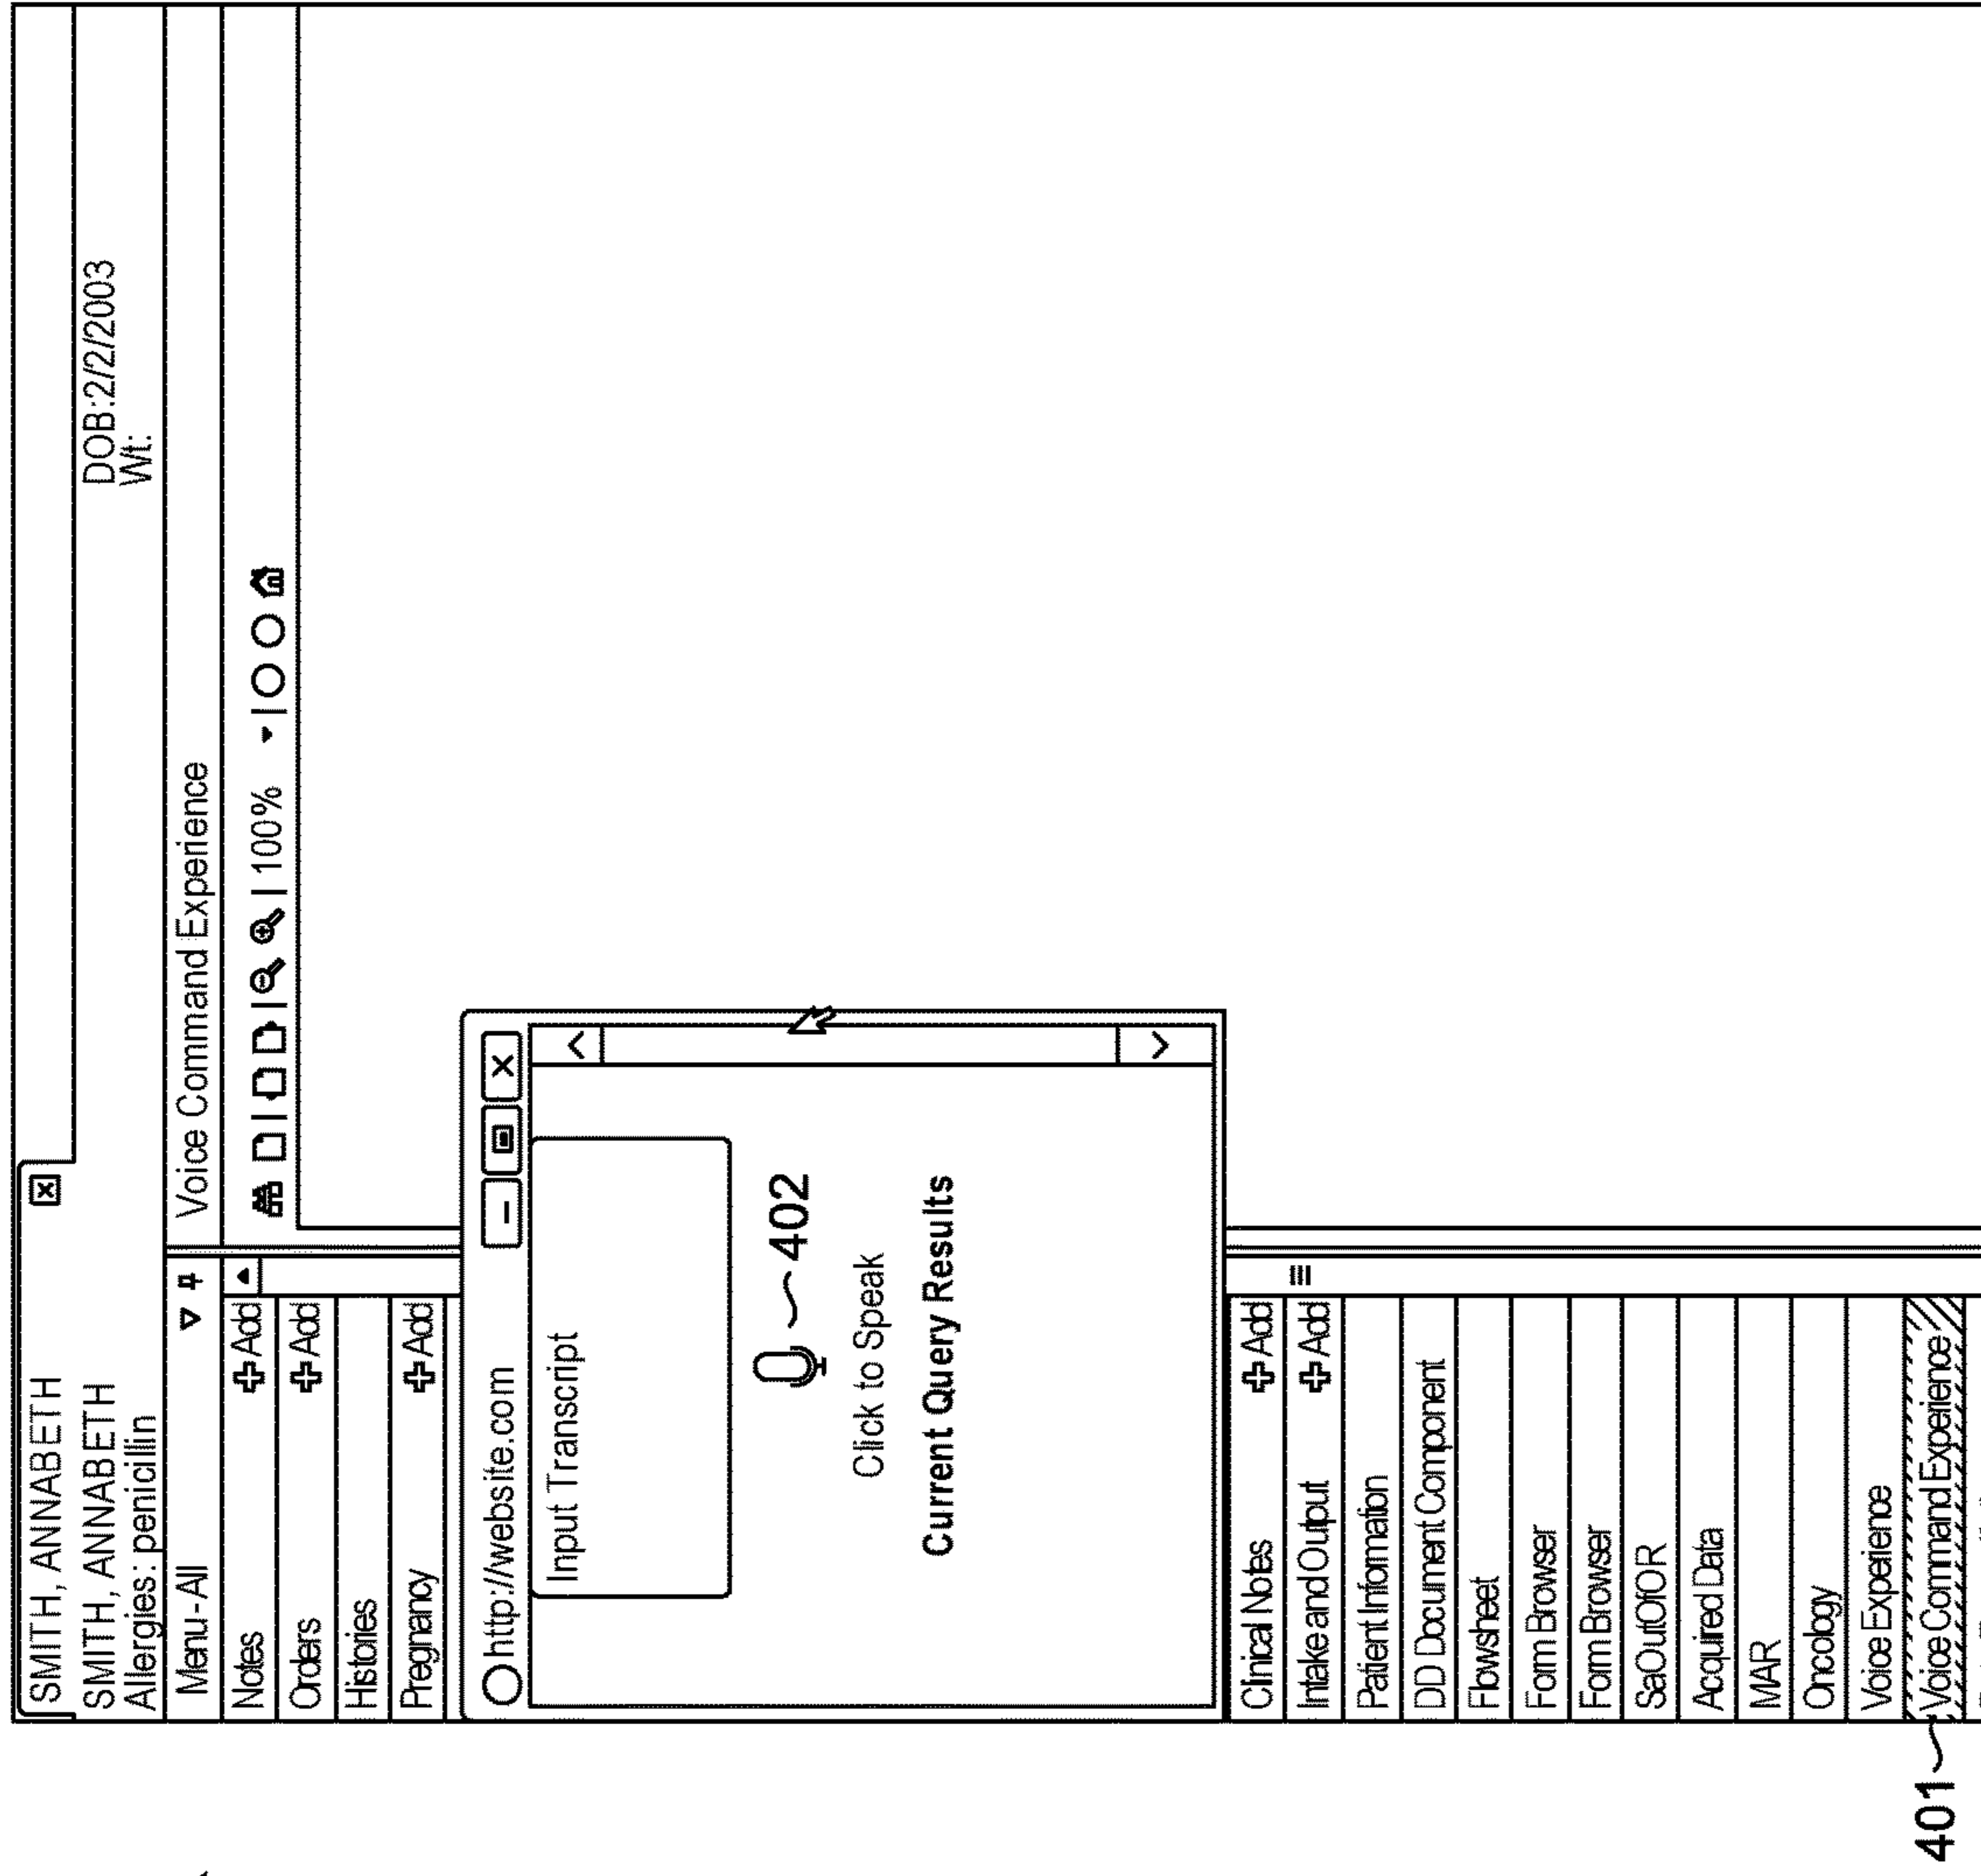 SMITH, ANNABETH
SMITH, ANNABETH
DOB:2/2/2003
Allergies: penicillin
Wt:
Menu-All
Voice Command Experience
Notes
Add
100%
Orders
Add
Histories
Pregnancy
Add
http://website.com
Input Transcript
402
Click to Speak
Current Query Results
Clinical Notes
Add
Intake and Output
Add
Patient Information
DD Document Component
Flowsheet
Form Browser
Form Browser
SaOutOfOR
Acquired Data
MAR
Oncology
Voice Experience
401
Voice Command Experience